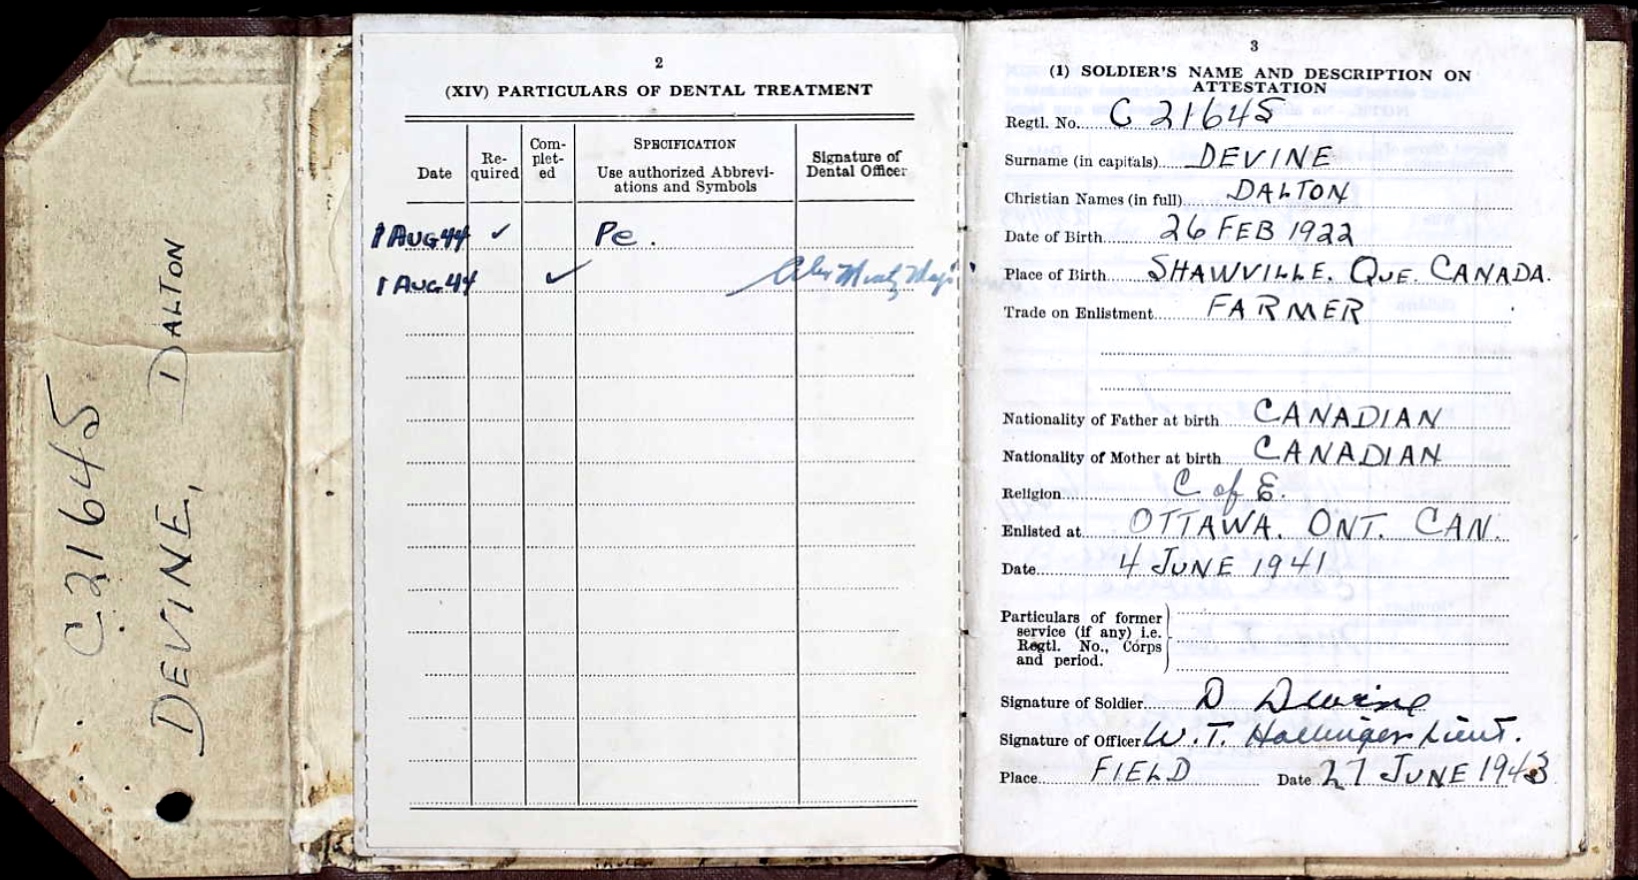 C 21645
DEVINE, DALTON
2
(XIV) PARTICULARS OF DENTAL TREATMENT
Date
Re-
quired
Com-
plet-
ed
SPECIFICATION
Use authorized Abbrevi-
ations and Symbols
Signature of
Dental Officer
1 AUG 44 ✓ Pe.
1 AUG 44 ✓
3
(1) SOLDIER'S NAME AND DESCRIPTION ON
ATTESTATION
Regtl. No. C 21645
Surname (in capitals) DEVINE
Christian Names (in full) DALTON
Date of Birth 26 FEB 1922
Place of Birth SHAWVILLE. QUE. CANADA.
Trade on Enlistment FARMER
Nationality of Father at birth CANADIAN
Nationality of Mother at birth CANADIAN
Religion C of E.
Enlisted at OTTAWA. ONT. CAN.
Date 4 JUNE 1941
Particulars of former
service (if any) i.e.
Regtl. No., Corps
and period.
Signature of Soldier D Devine
Signature of Officer W. T. Hollinger Lieut.
Place FIELD Date 27 JUNE 1943